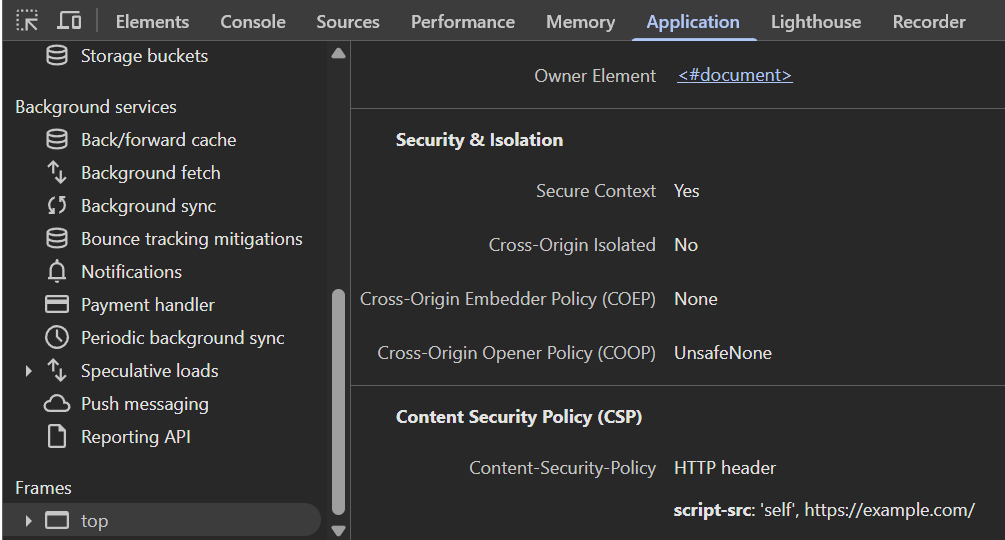 Elements Console Sources Performance Memory Application Lighthouse Recorder
Storage buckets
Background services
Back/forward cache
Background fetch
Background sync
Bounce tracking mitigations
Notifications
Payment handler
Periodic background sync
Speculative loads
Push messaging
Reporting API
Frames
top
Owner Element <#document>
Security & Isolation
Secure Context Yes
Cross-Origin Isolated No
Cross-Origin Embedder Policy (COEP) None
Cross-Origin Opener Policy (COOP) UnsafeNone
Content Security Policy (CSP)
Content-Security-Policy HTTP header
script-src: 'self', https://example.com/